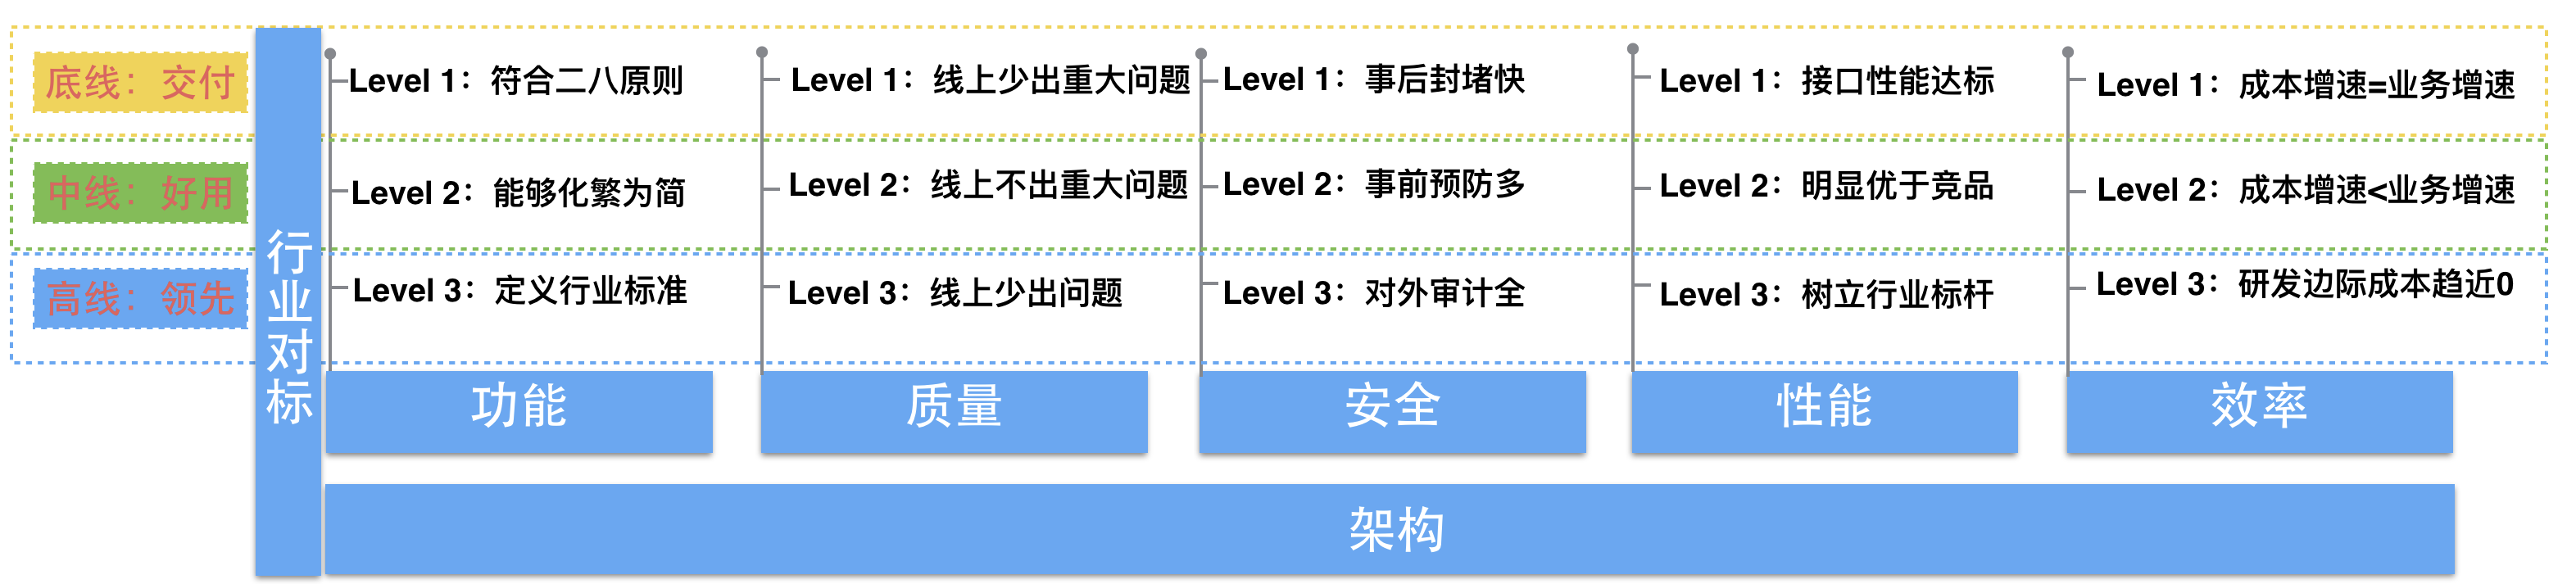 底线：交付
Level 1：符合二八原则
Level 1：线上少出重大问题
Level 1：事后封堵快
Level 1：接口性能达标
Level 1：成本增速=业务增速
中线：好用
Level 2：能够化繁为简
Level 2：线上不出重大问题
Level 2：事前预防多
Level 2：明显优于竞品
Level 2：成本增速<业务增速
高线：领先
Level 3：定义行业标准
Level 3：线上少出问题
Level 3：对外审计全
Level 3：树立行业标杆
Level 3：研发边际成本趋近0
行业对标
功能
质量
安全
性能
效率
架构